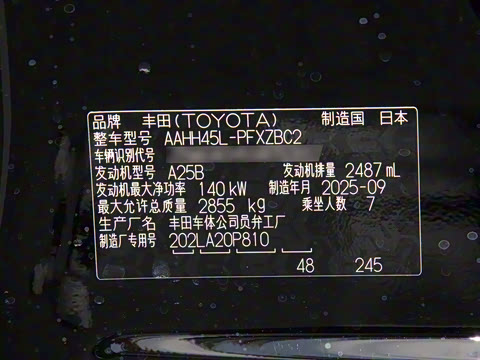 品牌 丰田(TOYOTA) 制造国 日本
整车型号 AAHH45L-PFXZBC2
车辆识别代号
发动机型号 A25B 发动机排量 2487 mL
发动机最大净功率 140 kW 制造年月 2025-09
最大允许总质量 2855 kg 乘坐人数 7
生产厂名 丰田车体公司员弁工厂
制造厂专用号 202LA20P810
48 245